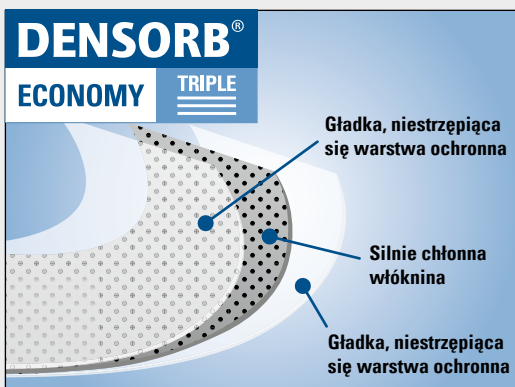 DENSORB®
ECONOMY
TRIPLE
Gładka, niestrzępiąca
się warstwa ochronna
Silnie chłonna
włóknina
Gładka, niestrzępiąca
się warstwa ochronna